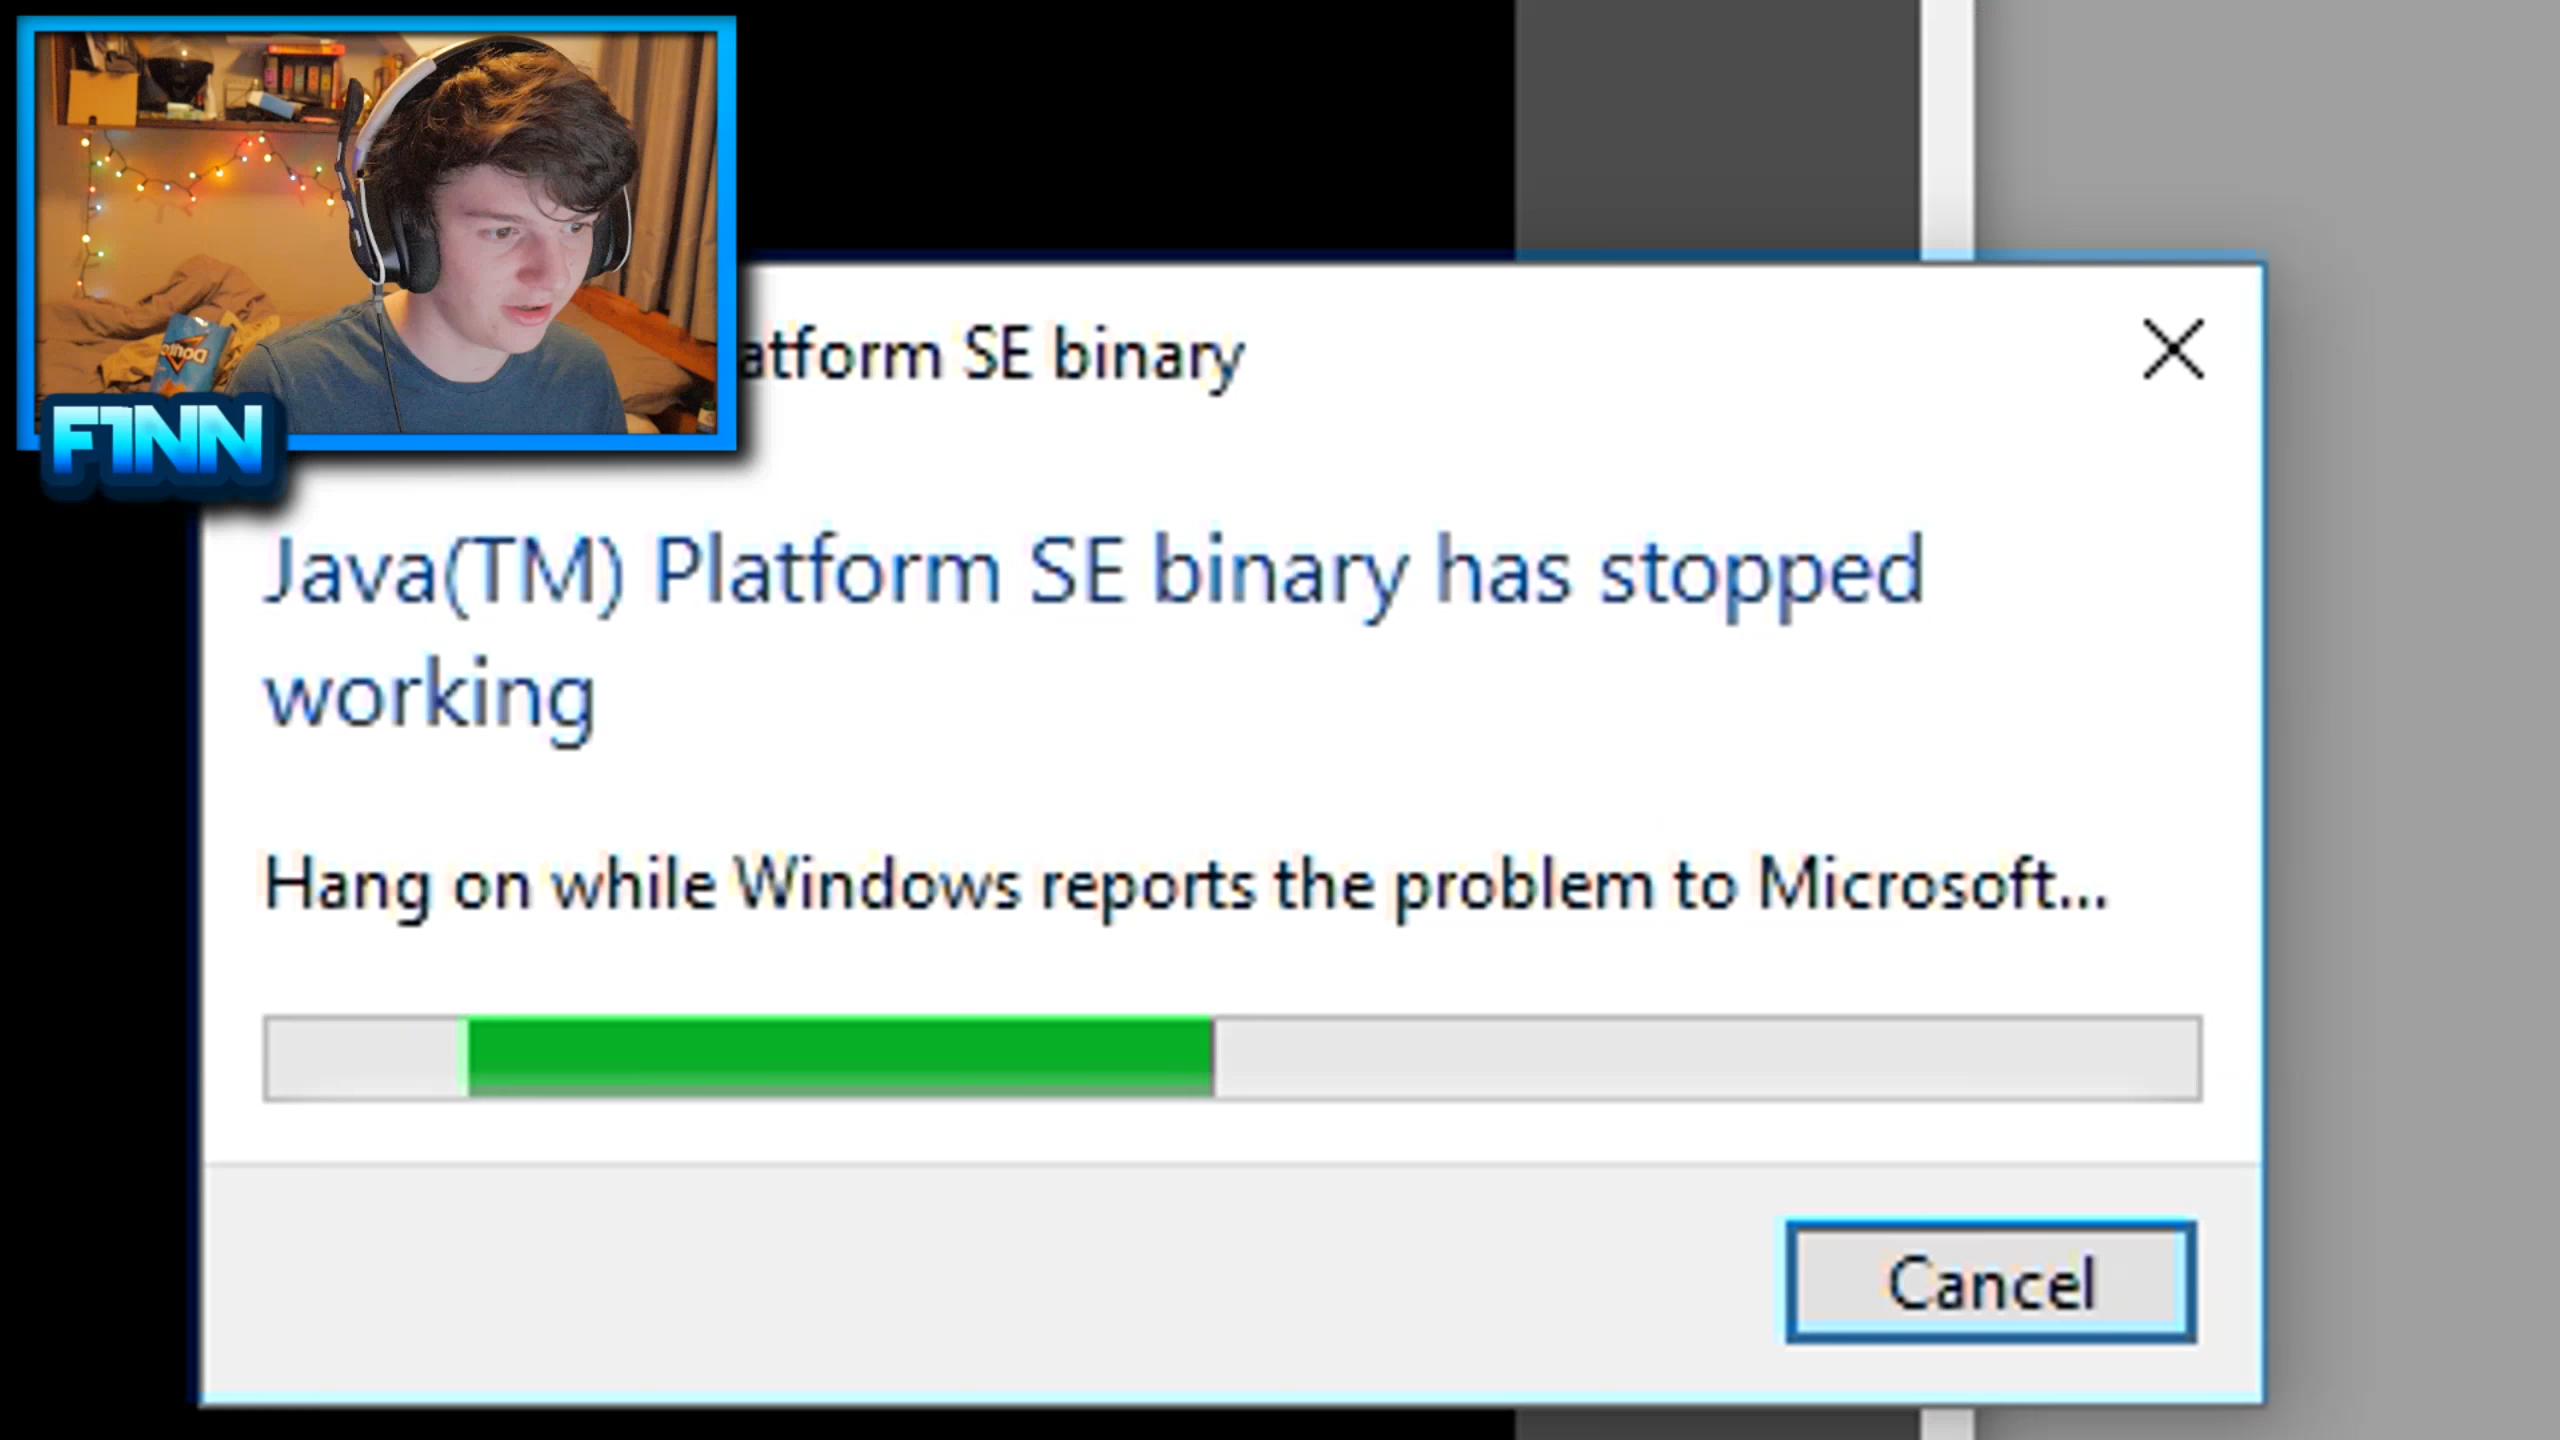 F1NN
atform SE binary
Java(TM) Platform SE binary has stopped
working
Hang on while Windows reports the problem to Microsoft...
Cancel